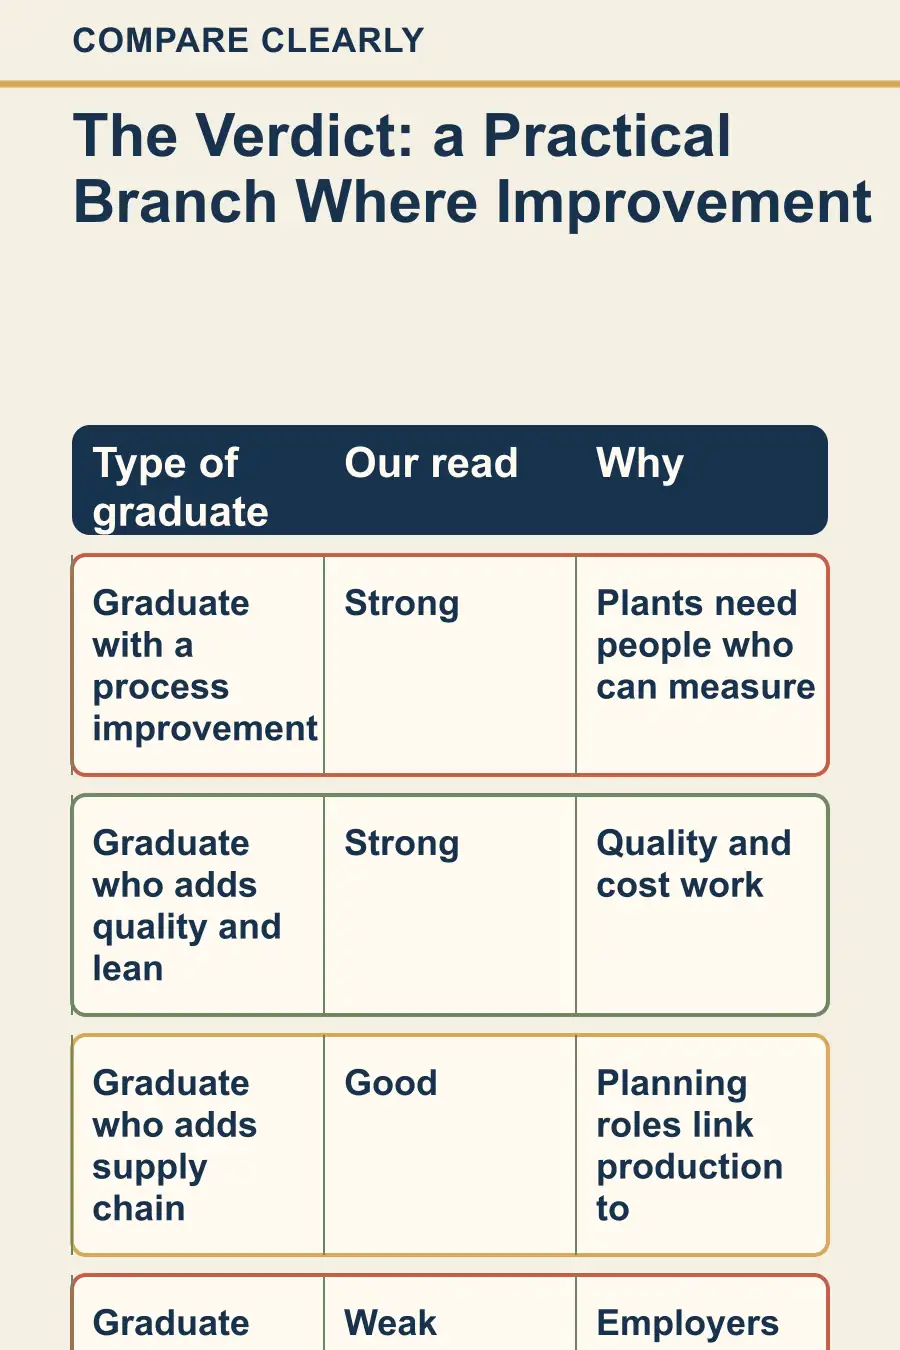 COMPARE CLEARLY
The Verdict: a Practical
Branch Where Improvement
Type of graduate
Our read
Why
Graduate
with a
process
improvement
Strong
Plants need
people who
can measure
Graduate
who adds
quality and
lean
Strong
Quality and
cost work
Graduate
who adds
supply
chain
Good
Planning
roles link
production
to
Graduate
Weak
Employers